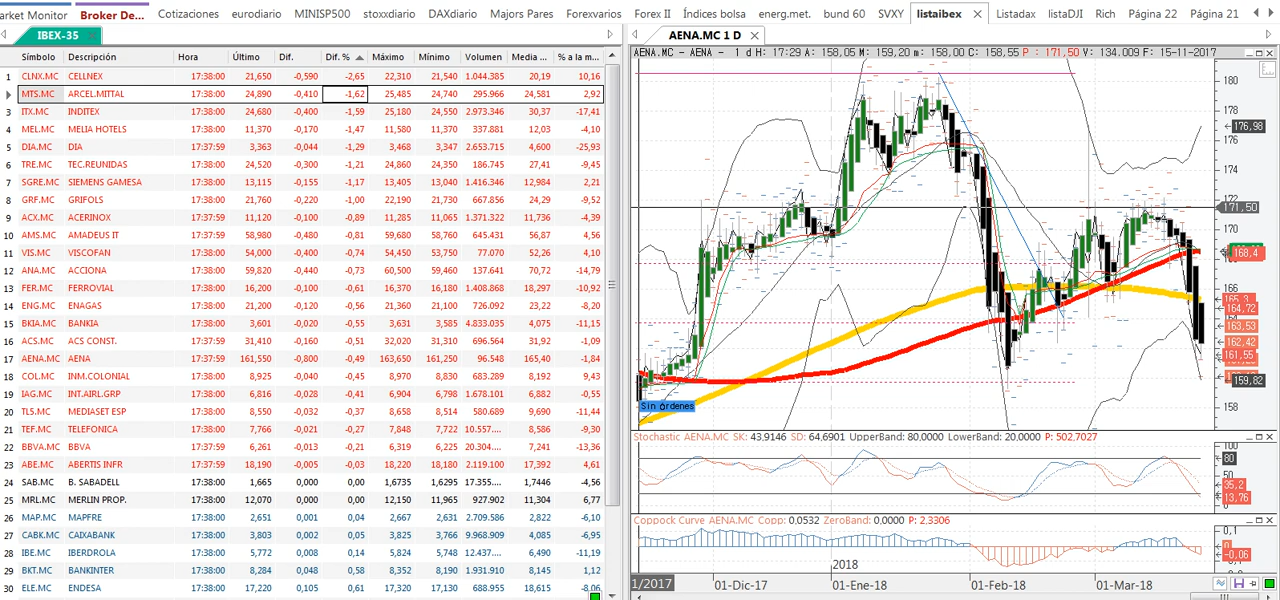 arket Monitor Broker De... Cotizaciones eurodiario MINISP500 stoxxdiario DAXdiario Majors Pares Forexvarios Forex II Índices bolsa energ.met. bund 60 SVXY listaibex Listadax listaDJI Rich Página 22 Página 21
IBEX-35
AENA.MC 1 D
Símbolo Descripción Hora Último Dif. Dif. % Máximo Mínimo Volumen Media ... % a la m...
1 CLNX.MC CELLNEX 17:38:00 21,650 -0,590 -2,65 22,310 21,540 1.044.385 20,19 10,16
MTS.MC ARCEL.MITTAL 17:38:00 24,890 -0,410 -1,62 25,485 24,740 295.966 24,581 2,92
3 ITX.MC INDITEX 17:38:00 24,680 -0,400 -1,59 25,180 24,550 2.973.346 30,37 -17,41
4 MEL.MC MELIA HOTELS 17:38:00 11,370 -0,170 -1,47 11,580 11,370 337.881 12,03 -4,10
5 DIA.MC DIA 17:37:59 3,363 -0,044 -1,29 3,468 3,347 2.653.715 4,600 -25,93
6 TRE.MC TEC.REUNIDAS 17:38:00 24,520 -0,300 -1,21 24,860 24,350 186.745 27,41 -9,45
7 SGRE.MC SIEMENS GAMESA 17:38:00 13,115 -0,155 -1,17 13,405 13,040 1.416.346 12,984 2,21
8 GRF.MC GRIFOLS 17:38:00 21,760 -0,220 -1,00 22,190 21,730 667.856 24,29 -9,52
9 ACX.MC ACERINOX 17:37:59 11,120 -0,100 -0,89 11,285 11,065 1.371.322 11,736 -4,39
10 AMS.MC AMADEUS IT 17:37:59 58,980 -0,480 -0,81 59,680 58,760 645.431 56,87 4,56
11 VIS.MC VISCOFAN 17:38:00 54,000 -0,400 -0,74 54,450 53,750 77.070 52,26 4,10
12 ANA.MC ACCIONA 17:37:59 59,820 -0,440 -0,73 60,500 59,460 137.641 70,72 -14,79
13 FER.MC FERROVIAL 17:38:00 16,200 -0,100 -0,61 16,376 16,180 1.408.868 18,297 -10,92
14 ENG.MC ENAGAS 17:38:00 21,200 -0,120 -0,56 21,360 21,100 726.092 23,22 -8,20
15 BKIA.MC BANKIA 17:38:00 3,601 -0,020 -0,55 3,631 3,585 4.833.035 4,075 -11,15
16 ACS.MC ACS CONST. 17:38:00 31,410 -0,160 -0,51 32,020 31,310 696.564 31,92 -1,09
17 AENA.MC AENA 17:38:00 161,550 -0,800 -0,49 163,650 161,250 96.548 165,40 -1,84
18 COL.MC INM.COLONIAL 17:38:00 8,925 -0,040 -0,45 8,970 8,830 683.289 8,192 9,43
19 IAG.MC INT.AIRL.GRP 17:38:00 6,816 -0,028 -0,41 6,904 6,798 1.678.101 6,882 -0,55
20 TL5.MC MEDIASET ESP 17:38:00 8,550 -0,032 -0,37 8,658 8,514 580.689 9,690 -11,44
21 TEF.MC TELEFONICA 17:38:00 7,766 -0,021 -0,27 7,848 7,722 10.557.... 8,586 -9,30
22 BBVA.MC BBVA 17:37:59 6,261 -0,013 -0,21 6,319 6,225 20.304.... 7,241 -13,36
23 ABE.MC ABERTIS INFR 17:37:59 18,190 -0,005 -0,03 18,220 18,180 2.119.100 17,392 4,61
24 SAB.MC B. SABADELL 17:38:00 1,665 0,000 0,00 1,6735 1,6295 17.355.... 1,7446 -4,56
25 MRL.MC MERLIN PROP. 17:38:00 12,070 0,000 0,00 12,150 11,965 927.902 11,304 6,77
26 MAP.MC MAPFRE 17:38:00 2,651 0,001 0,04 2,667 2,631 2.709.586 2,822 -6,10
27 CABK.MC CAIXABANK 17:38:00 3,803 0,002 0,05 3,825 3,766 9.968.909 4,085 -6,95
28 IBE.MC IBERDROLA 17:38:00 5,772 0,008 0,14 5,824 5,748 12.437.... 6,490 -11,19
29 BKT.MC BANKINTER 17:38:00 8,284 0,048 0,58 8,352 8,190 1.931.910 8,145 1,12
30 ELE.MC ENDESA 17:38:00 17,220 0,105 0,61 17,320 17,130 688.955 18,615 -8,06
AENA.MC - AENA - 1 d H: 17:29 A: 158,05 M: 159,20 m: 158,00 C: 158,55 P: 171,50 V: 134.009 F: 15-11-2017
180
178
176,98
176
174
172
171,50
170
168,4
166
165,3
164,72
163,53
162,42
161,55
159,82
158
Sin órdenes
Stochastic AENA.MC SK: 43,9146 SD: 64,6901 UpperBand: 80,0000 LowerBand: 20,0000 P: 502,7027
100
80
50
35,2
13,76
0
Coppock Curve AENA.MC Copp: 0,0532 ZeroBand: 0,0000 P: 2,3306
0,1
0
-0,06
2018
1/2017 01-Dic-17 01-Ene-18 01-Feb-18 01-Mar-18